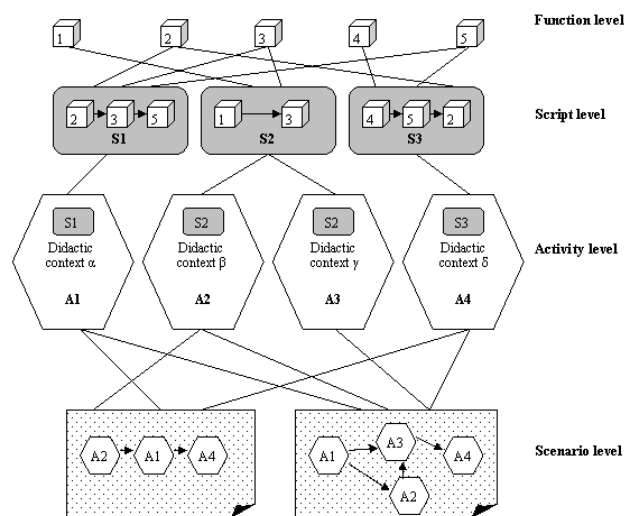 Function level
1 2 3 4 5
2 3 5
S1
1 3
S2
4 5 2
S3
Script level
S1
Didactic
context α
A1
S2
Didactic
context β
A2
S2
Didactic
context γ
A3
S3
Didactic
context δ
A4
Activity level
A2 A1 A4
A1 A3 A4
A2
Scenario level